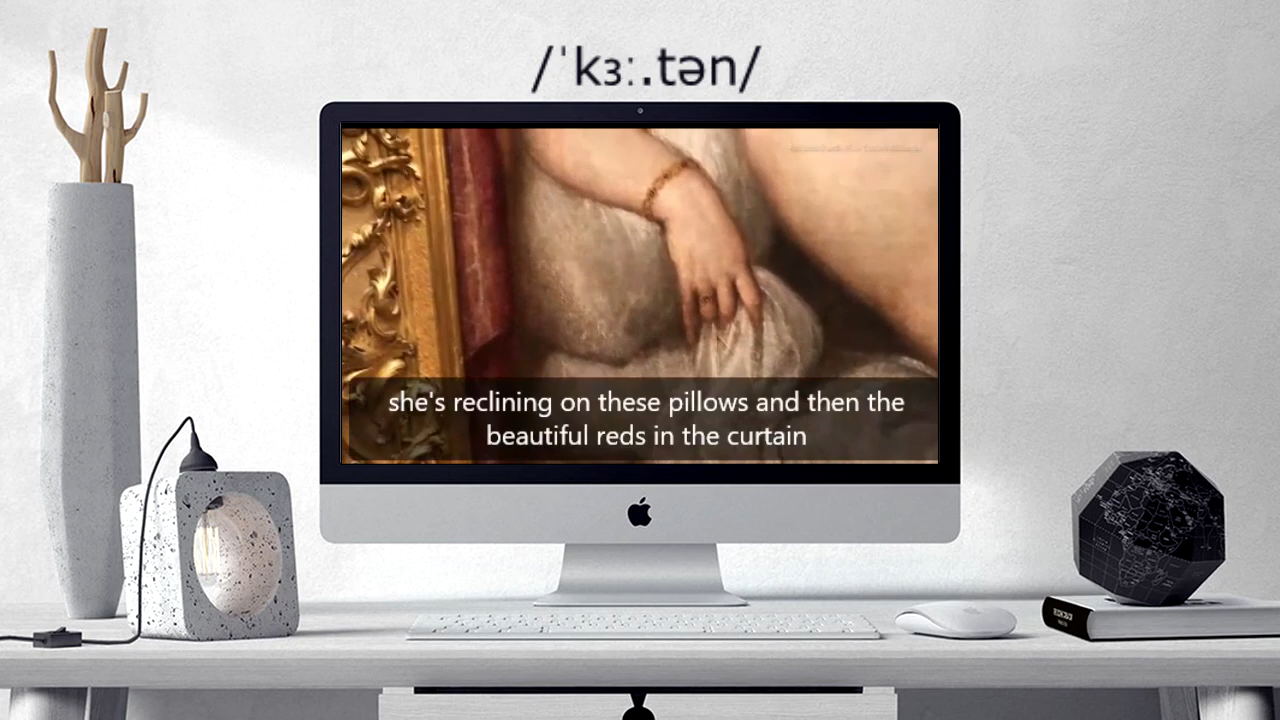 /ˈkɜː.tən/
she's reclining on these pillows and then the
beautiful reds in the curtain